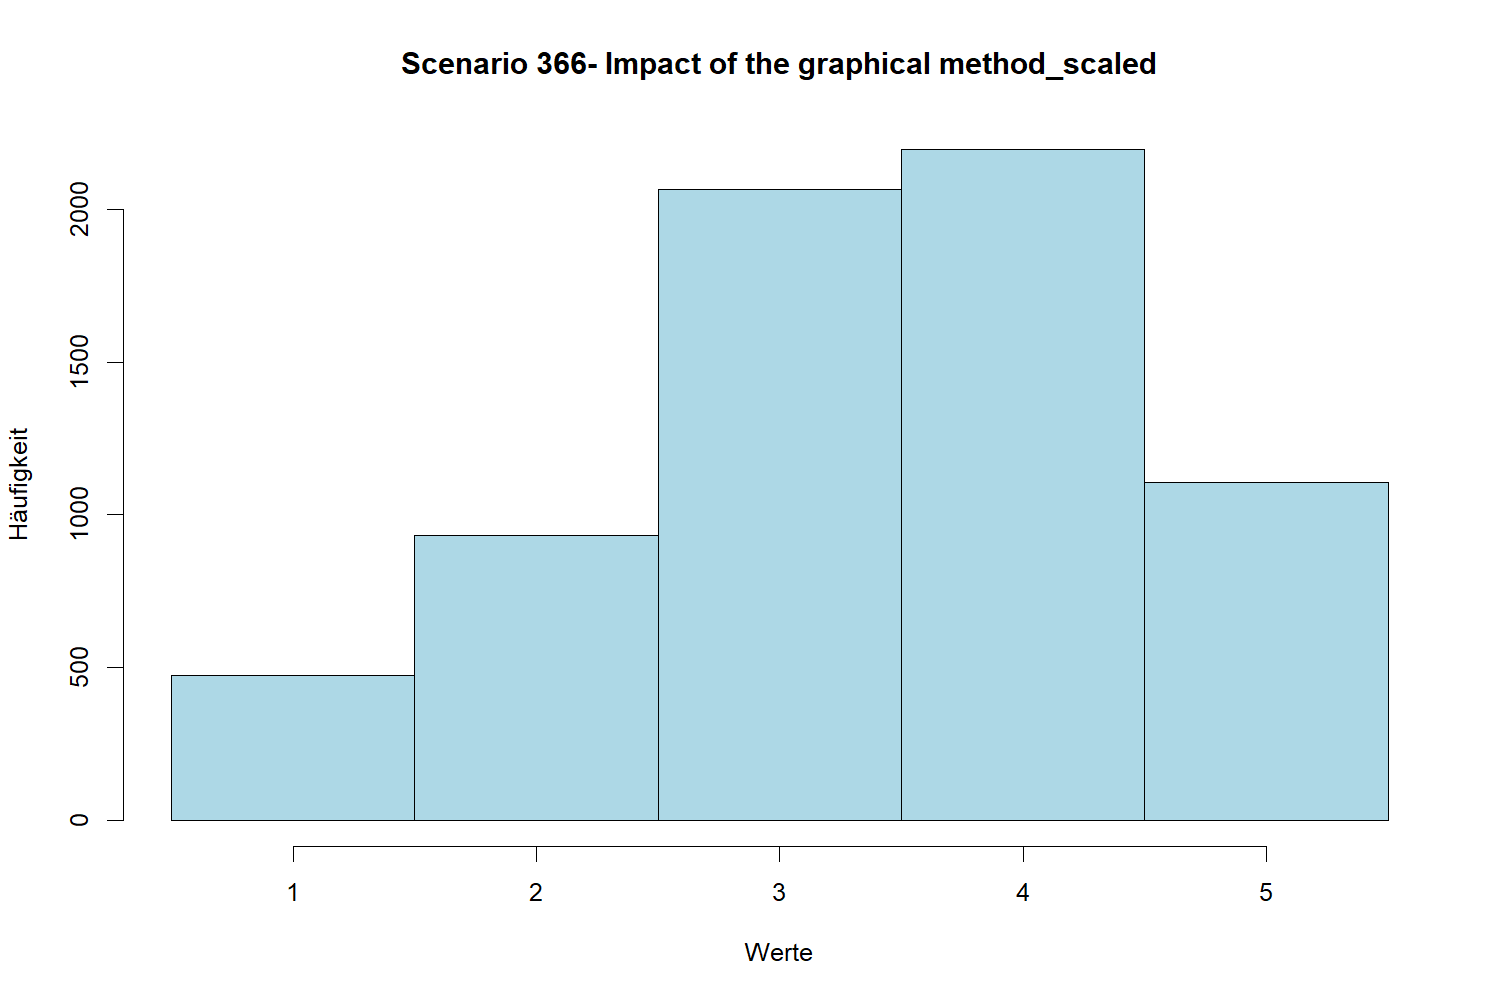 Scenario 366- Impact of the graphical method_scaled
Häufigkeit
2000
1500
1000
500
0
1 2 3 4 5
Werte